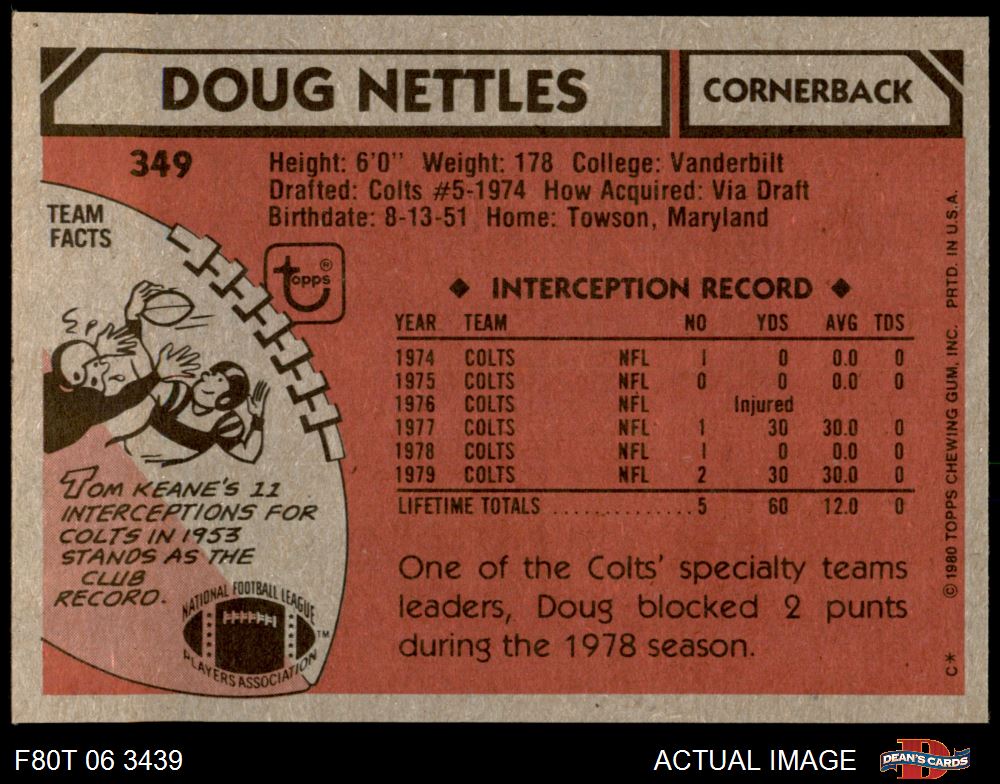 DOUG NETTLES
CORNERBACK
349
Height: 6'0" Weight: 178 College: Vanderbilt
Drafted: Colts #5-1974 How Acquired: Via Draft
Birthdate: 8-13-51 Home: Towson, Maryland
TEAM
FACTS
topps®
◆ INTERCEPTION RECORD ◆
YEAR TEAM NO YDS AVG TDS
1974 COLTS NFL 1 0 0.0 0
1975 COLTS NFL 0 0 0.0 0
1976 COLTS NFL Injured
1977 COLTS NFL 1 30 30.0 0
1978 COLTS NFL 1 0 0.0 0
1979 COLTS NFL 2 30 30.0 0
LIFETIME TOTALS .............. 5 60 12.0 0
TOM KEANE'S 11
INTERCEPTIONS FOR
COLTS IN 1953
STANDS AS THE
CLUB
RECORD.
NATIONAL FOOTBALL LEAGUE
PLAYERS ASSOCIATION
TM
One of the Colts' specialty teams
leaders, Doug blocked 2 punts
during the 1978 season.
C* © 1980 TOPPS CHEWING GUM, INC. PRTD. IN U.S.A.
F80T 06 3439
ACTUAL IMAGE
D
DEAN'S CARDS